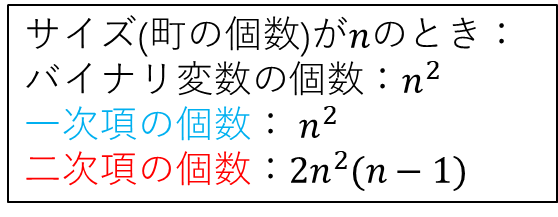 サイズ(町の個数)がnのとき：
バイナリ変数の個数：n²
一次項の個数： n²
二次項の個数：2n²(n − 1)